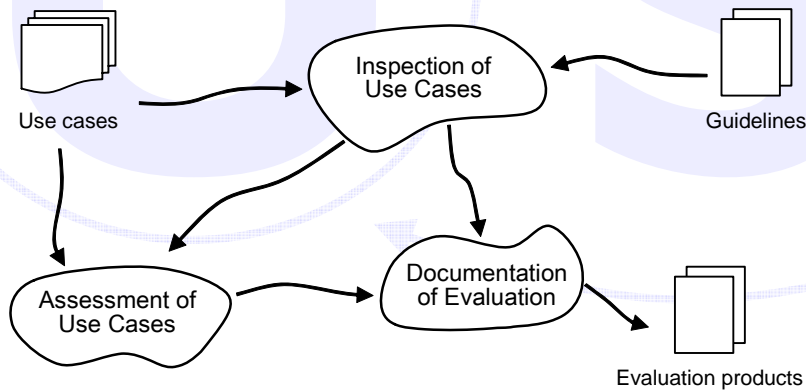 Inspection of
Use Cases
Use cases
Guidelines
Assessment of
Use Cases
Documentation
of Evaluation
Evaluation products